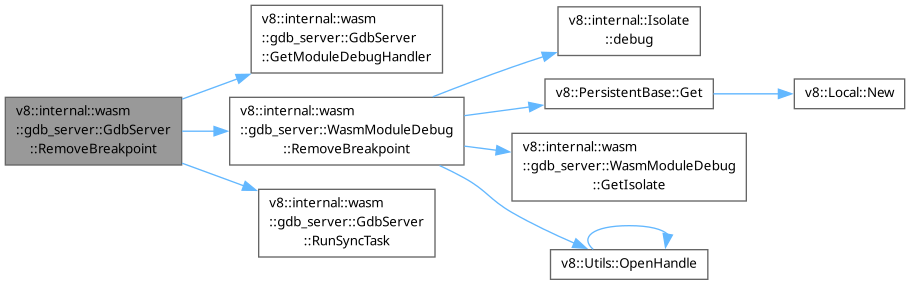 v8::internal::wasm
::gdb_server::GdbServer
::RemoveBreakpoint
v8::internal::wasm
::gdb_server::GdbServer
::GetModuleDebugHandler
v8::internal::wasm
::gdb_server::WasmModuleDebug
::RemoveBreakpoint
v8::internal::wasm
::gdb_server::GdbServer
::RunSyncTask
v8::internal::Isolate
::debug
v8::PersistentBase::Get
v8::internal::wasm
::gdb_server::WasmModuleDebug
::GetIsolate
v8::Utils::OpenHandle
v8::Local::New